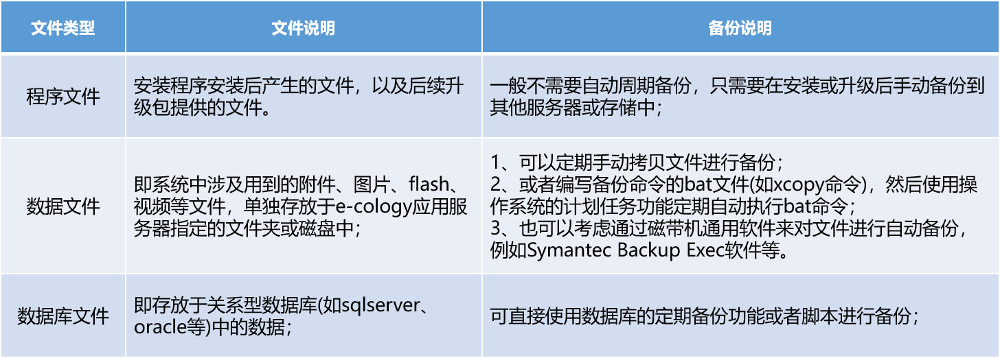 文件类型
文件说明
备份说明
程序文件
安装程序安装后产生的文件，以及后续升
级包提供的文件。
一般不需要自动周期备份，只需要在安装或升级后手动备份到
其他服务器或存储中；
数据文件
即系统中涉及用到的附件、图片、flash、
视频等文件，单独存放于e-cology应用服
务器指定的文件夹或磁盘中；
1、可以定期手动拷贝文件进行备份；
2、或者编写备份命令的bat文件(如xcopy命令)，然后使用操
作系统的计划任务功能定期自动执行bat命令；
3、也可以考虑通过磁带机通用软件来对文件进行自动备份，
例如Symantec Backup Exec软件等。
数据库文件
即存放于关系型数据库(如sqlserver、
oracle等)中的数据；
可直接使用数据库的定期备份功能或者脚本进行备份；